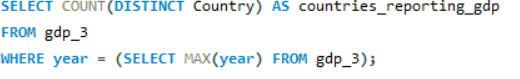 SELECT COUNT(DISTINCT Country) AS countries_reporting_gdp
FROM gdp_3
WHERE year = (SELECT MAX(year) FROM gdp_3);